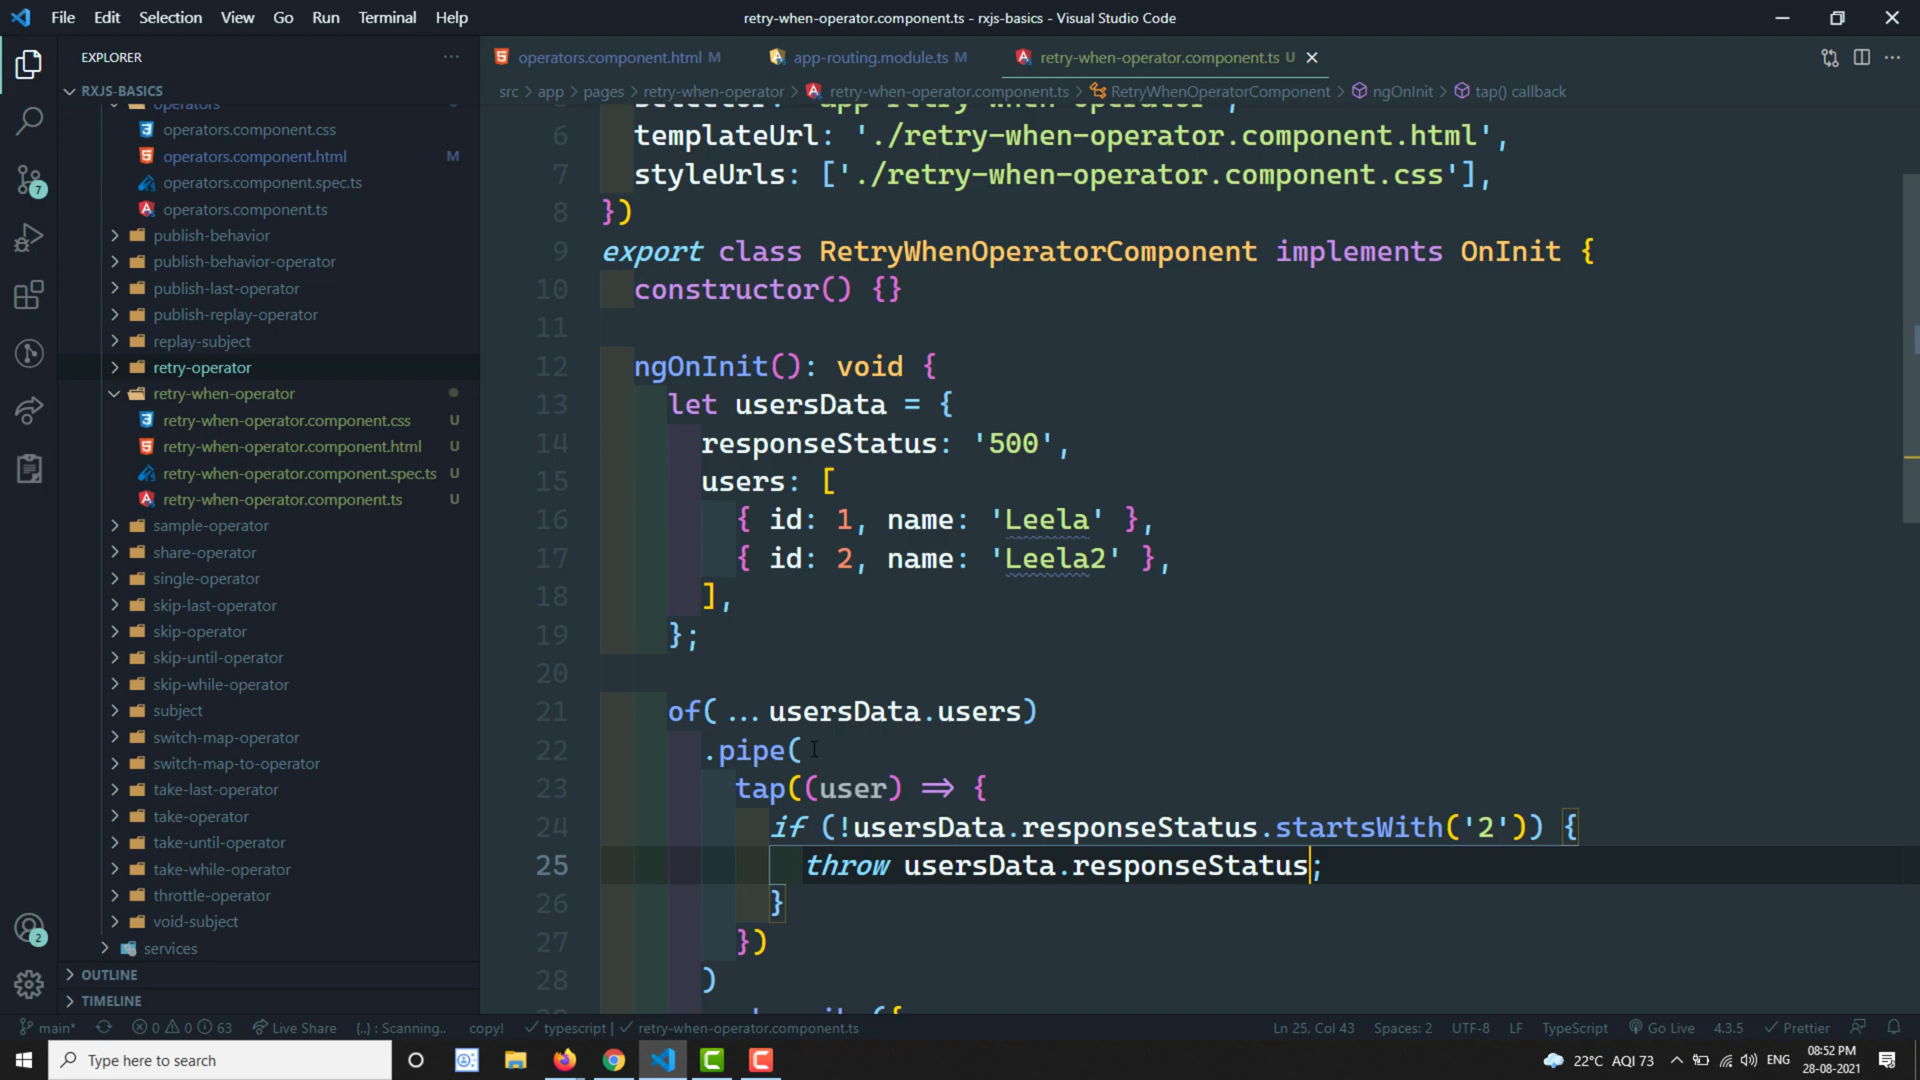 File Edit Selection View Go Run Terminal Help
retry-when-operator.component.ts - rxjs-basics - Visual Studio Code
EXPLORER
RXJS-BASICS
operators
operators.component.css
operators.component.html M
operators.component.spec.ts
operators.component.ts
publish-behavior
publish-behavior-operator
publish-last-operator
publish-replay-operator
replay-subject
retry-operator
retry-when-operator
retry-when-operator.component.css U
retry-when-operator.component.html U
retry-when-operator.component.spec.ts U
retry-when-operator.component.ts U
sample-operator
share-operator
single-operator
skip-last-operator
skip-operator
skip-until-operator
skip-while-operator
subject
switch-map-operator
switch-map-to-operator
take-last-operator
take-operator
take-until-operator
take-while-operator
throttle-operator
void-subject
services
OUTLINE
TIMELINE
7
2
operators.component.html M
app-routing.module.ts M
retry-when-operator.component.ts U
src > app > pages > retry-when-operator > retry-when-operator.component.ts > RetryWhenOperatorComponent > ngOnInit > tap() callback
5 selector: 'app-retry-when-operator',
6 templateUrl: './retry-when-operator.component.html',
7 styleUrls: ['./retry-when-operator.component.css'],
8 })
9 export class RetryWhenOperatorComponent implements OnInit {
10 constructor() {}
11
12 ngOnInit(): void {
13 let usersData = {
14 responseStatus: '500',
15 users: [
16 { id: 1, name: 'Leela' },
17 { id: 2, name: 'Leela2' },
18 ],
19 };
20
21 of(...usersData.users)
22 .pipe(
23 tap((user) => {
24 if (!usersData.responseStatus.startsWith('2')) {
25 throw usersData.responseStatus;
26 }
27 })
28 )
main* 0 0 63 Live Share {..} : Scanning.. copy! typescript | retry-when-operator.component.ts
Ln 25, Col 43 Spaces: 2 UTF-8 LF TypeScript Go Live 4.3.5 Prettier
Type here to search
22°C AQI 73 ENG
08:52 PM
28-08-2021